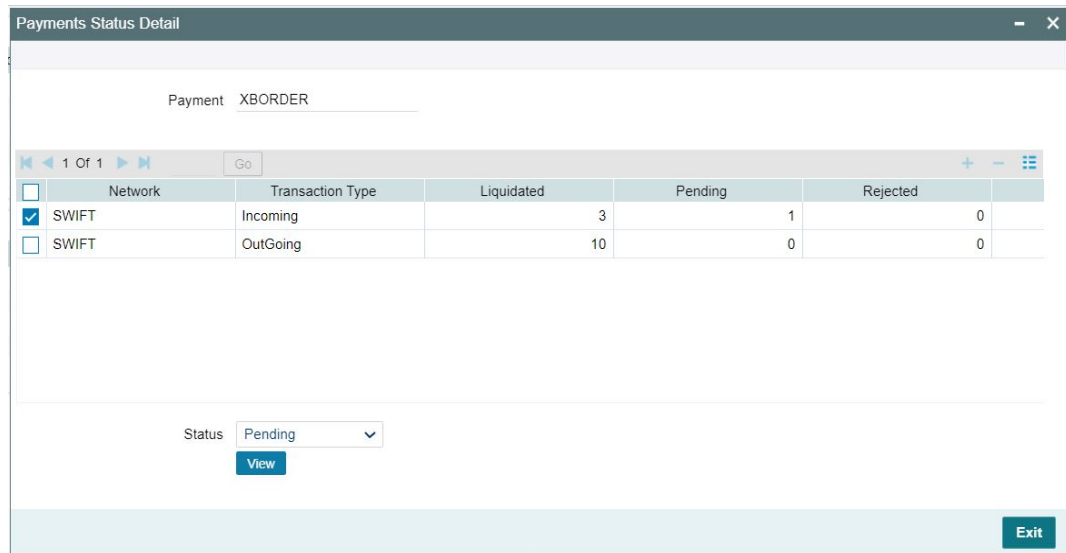 Payments Status Detail
Payment XBORDER
1 Of 1 Go
Network Transaction Type Liquidated Pending Rejected
SWIFT Incoming 3 1 0
SWIFT OutGoing 10 0 0
Status Pending
View
Exit